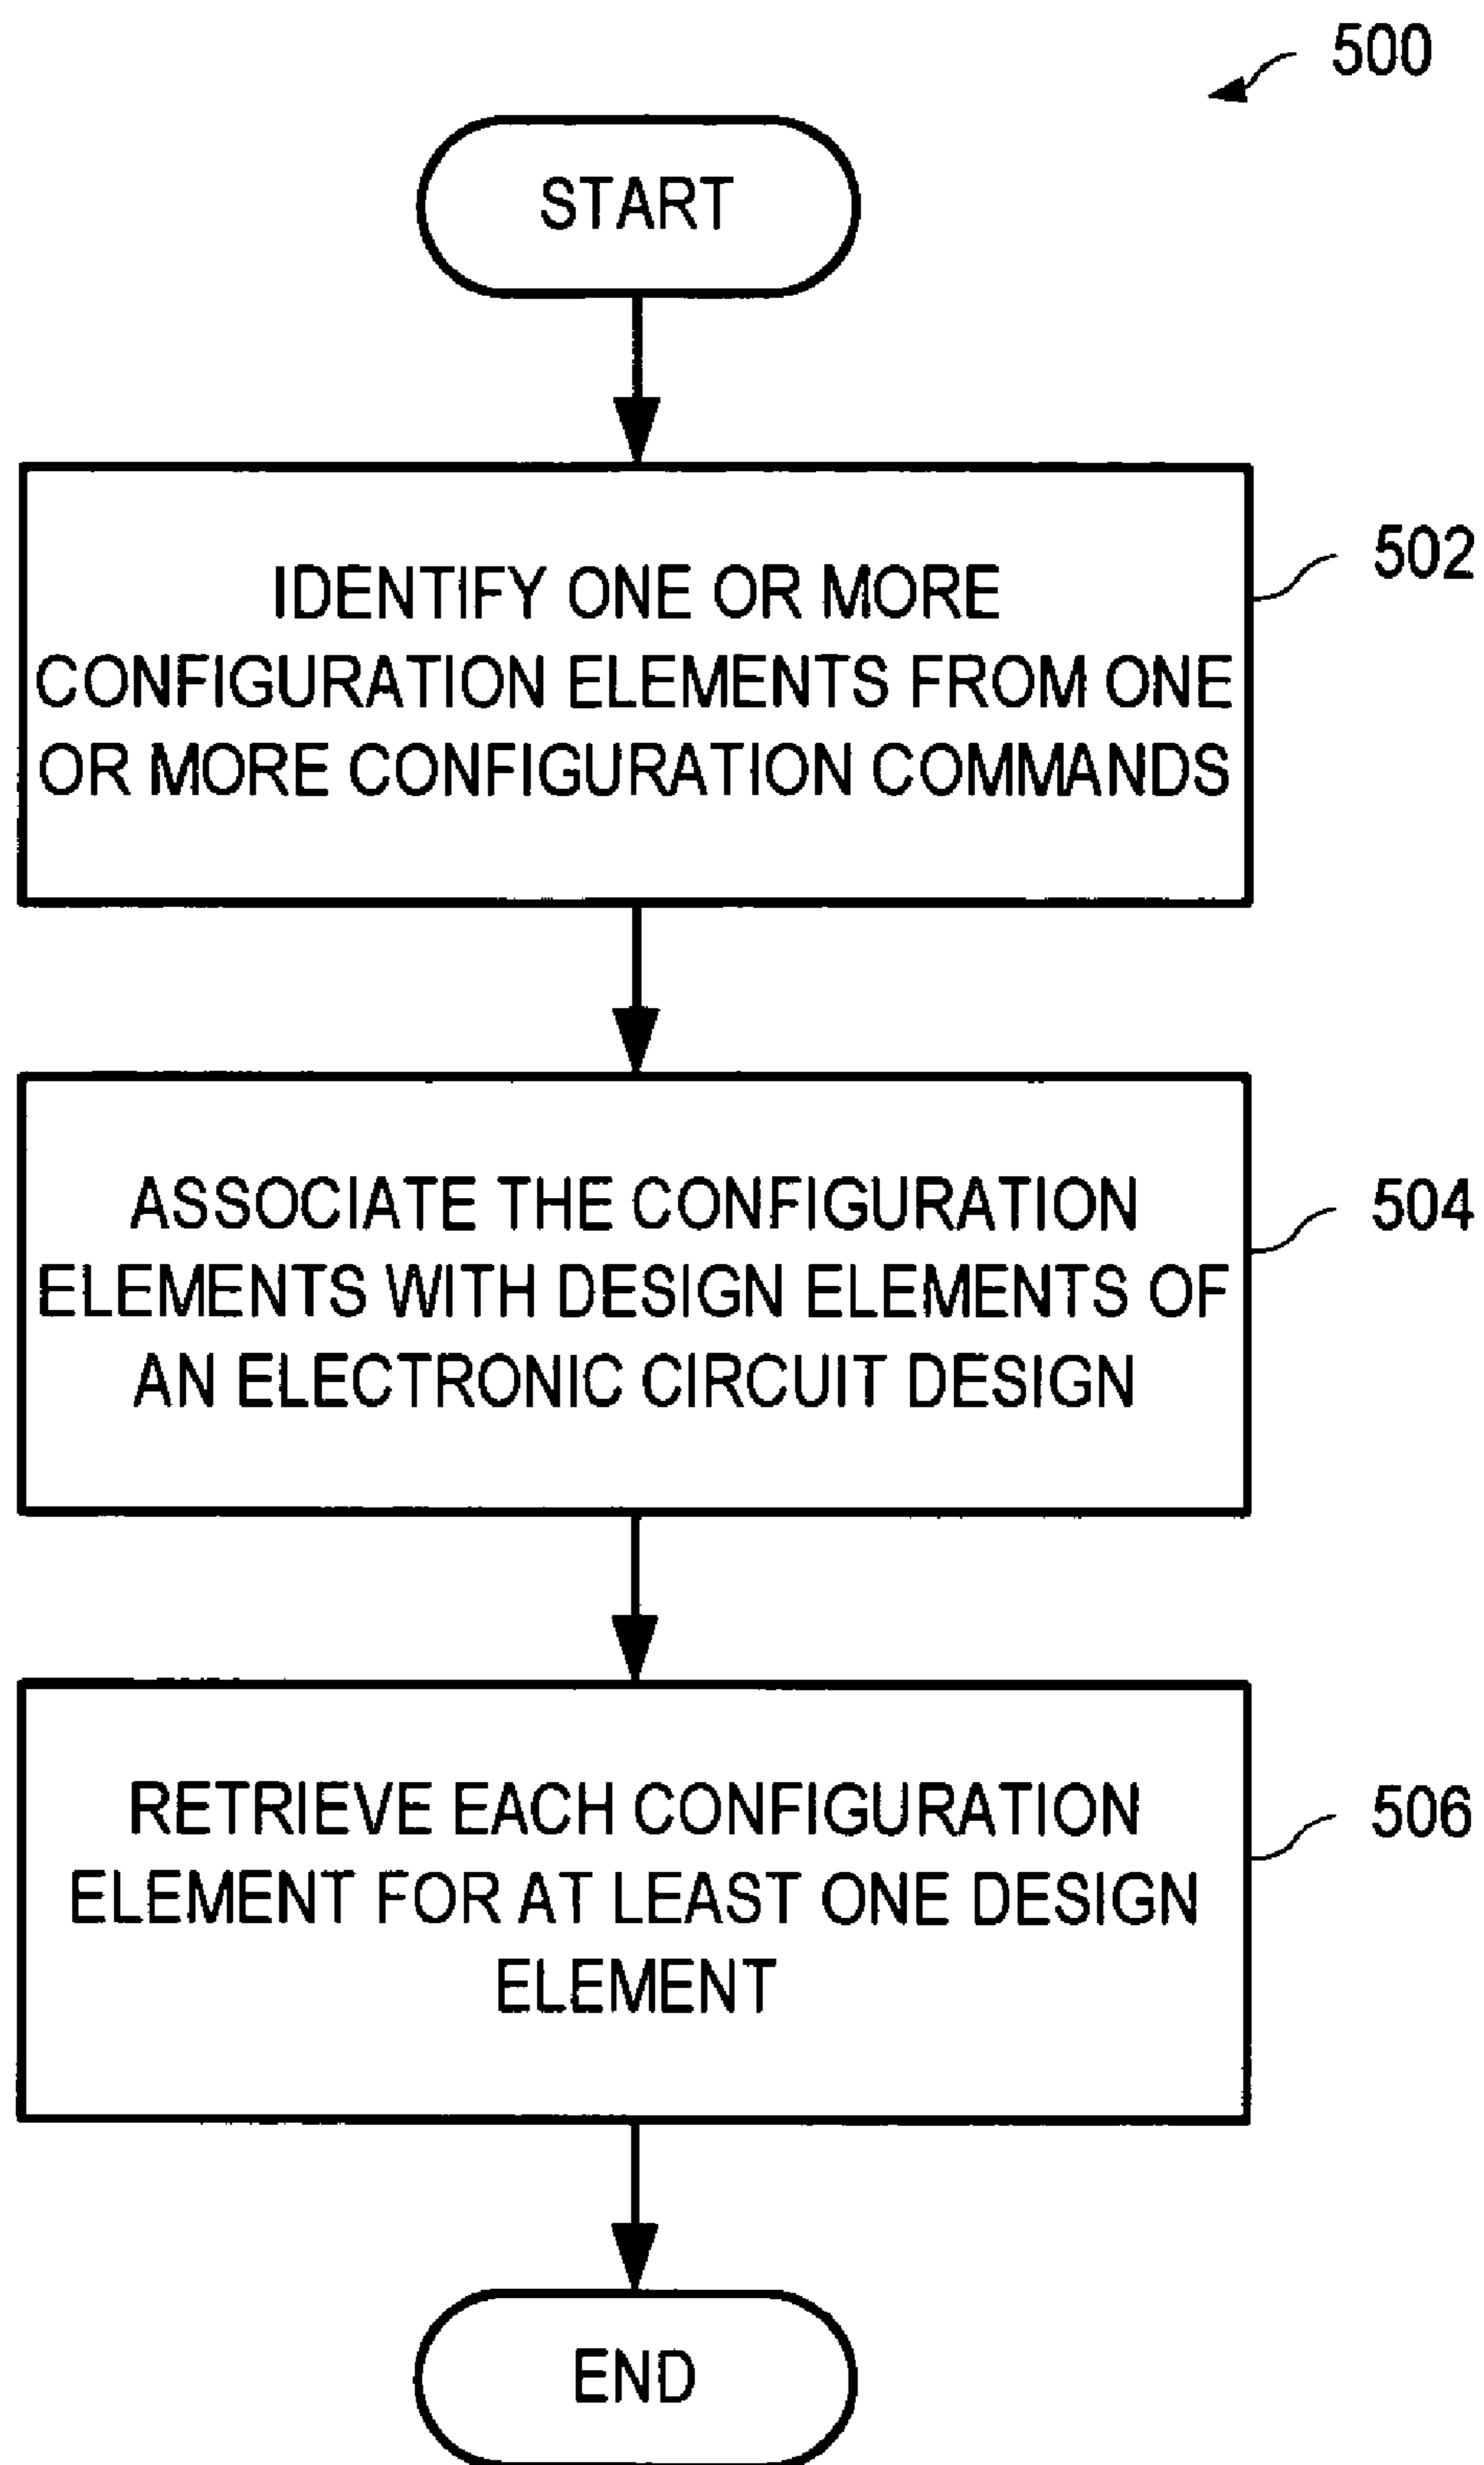 500
START
IDENTIFY ONE OR MORE
CONFIGURATION ELEMENTS FROM ONE
OR MORE CONFIGURATION COMMANDS
502
ASSOCIATE THE CONFIGURATION
ELEMENTS WITH DESIGN ELEMENTS OF
AN ELECTRONIC CIRCUIT DESIGN
504
RETRIEVE EACH CONFIGURATION
ELEMENT FOR AT LEAST ONE DESIGN
ELEMENT
506
END